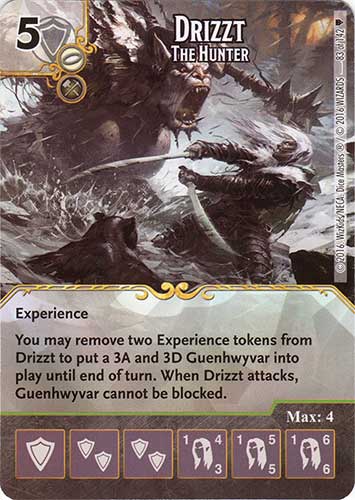 5
DRIZZT
THE HUNTER
83 of 142
© 2016 WIZARDS
© 2016 WizKids/NECA: Dice Masters ® /
Experience
You may remove two Experience tokens from
Drizzt to put a 3A and 3D Guenhwyvar into
play until end of turn. When Drizzt attacks,
Guenhwyvar cannot be blocked.
Max: 4
1 4 3
1 5 5
1 6 6